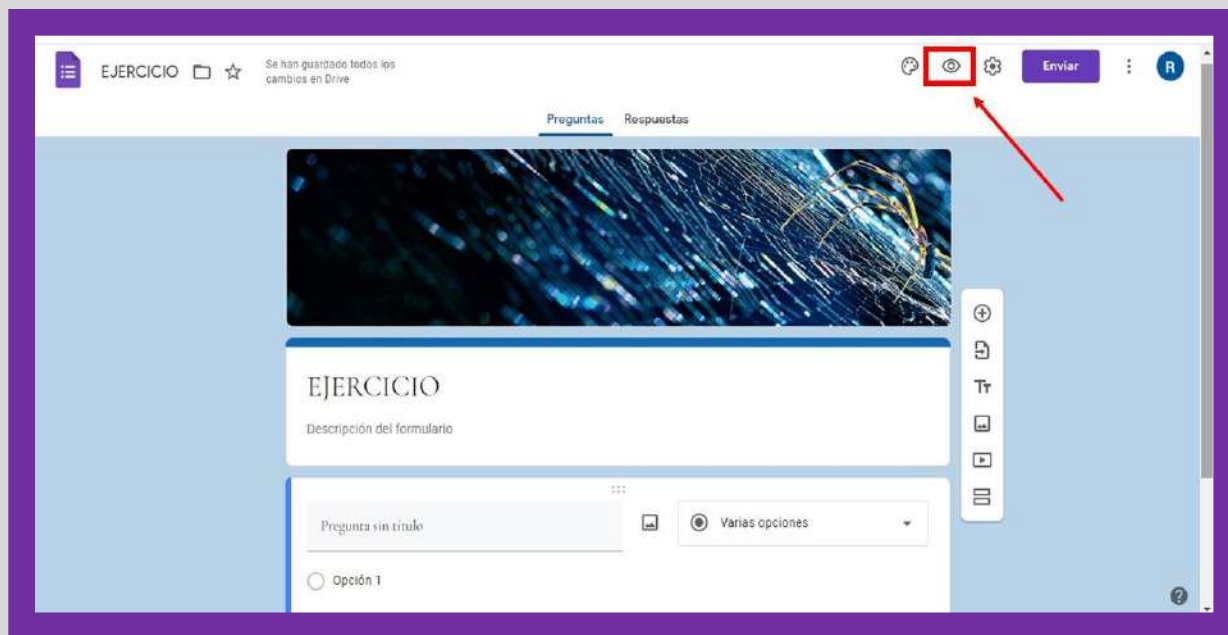 EJERCICIO
Se han guardado todos los
cambios en Drive
Enviar
R
Preguntas Respuestas
EJERCICIO
Descripción del formulario
Pregunta sin título
Varias opciones
Opción 1